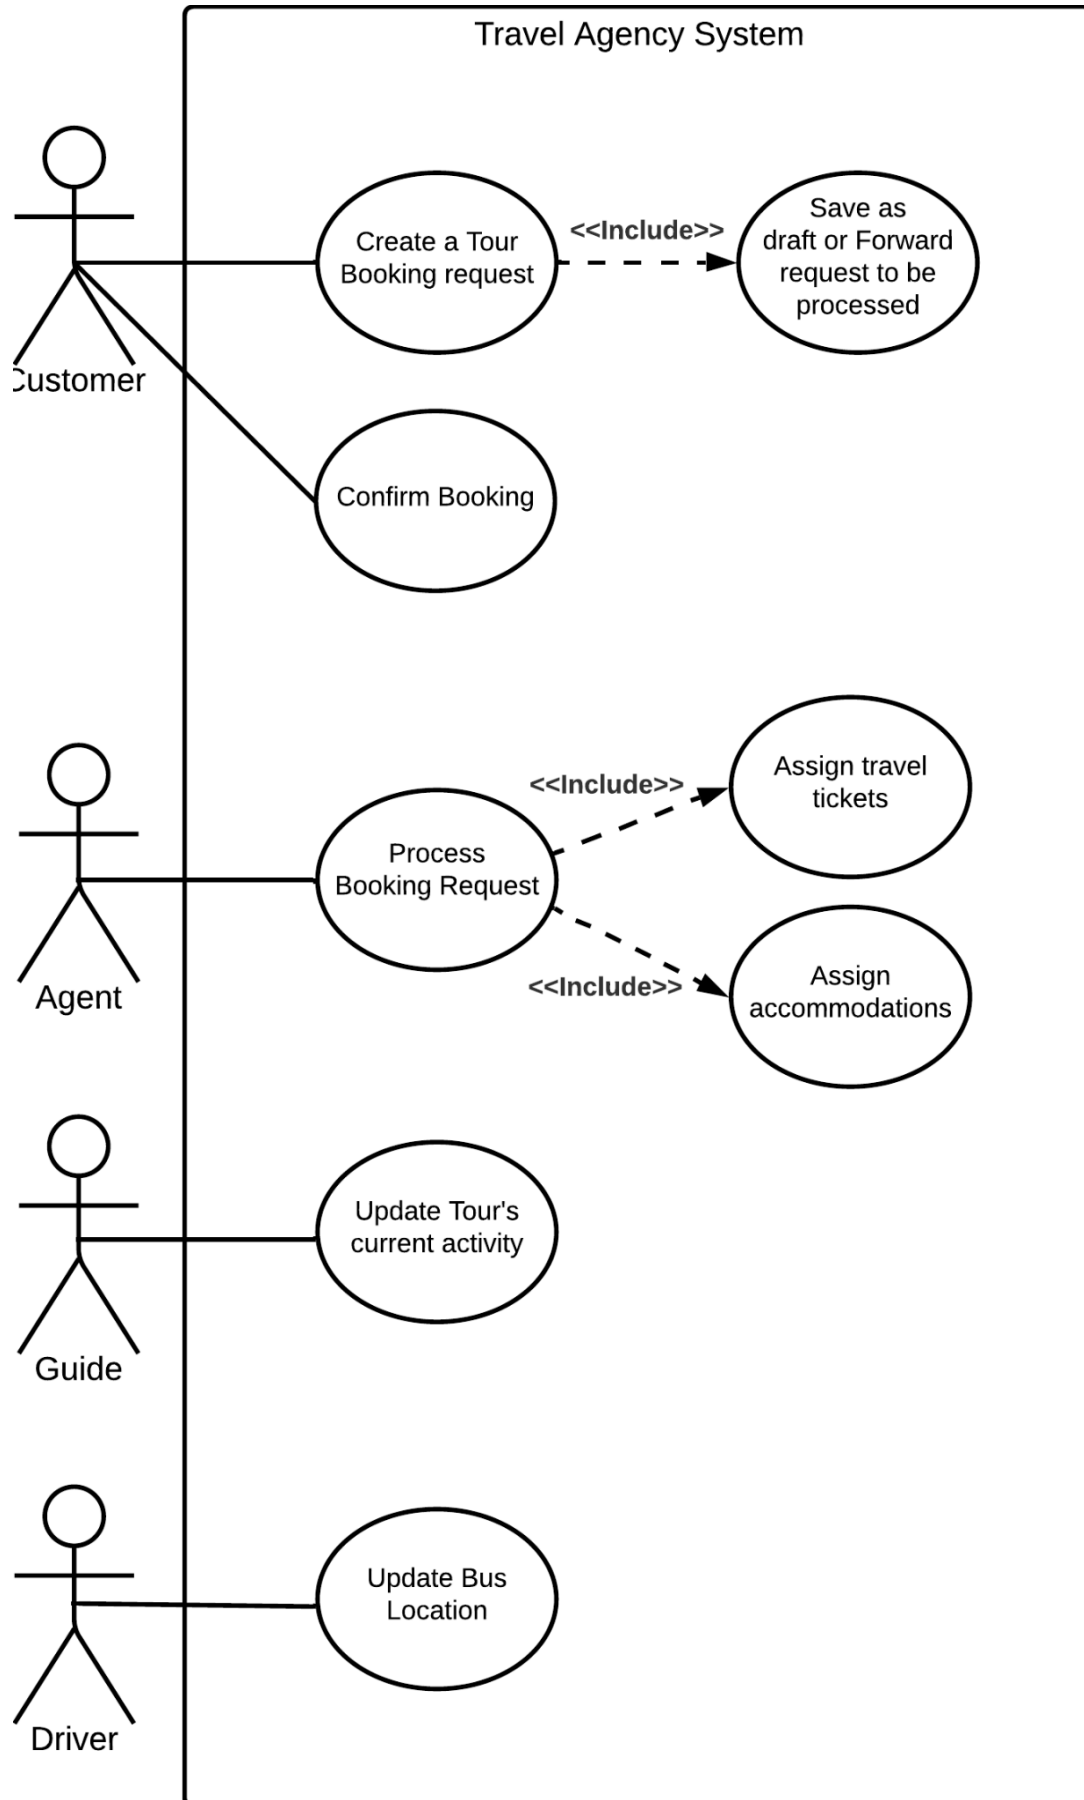 Travel Agency System
Create a Tour
Booking request
<<Include>>
Save as
draft or Forward
request to be
processed
Customer
Confirm Booking
<<Include>>
Assign travel
tickets
Process
Booking Request
<<Include>>
Assign
accommodations
Agent
Update Tour's
current activity
Guide
Update Bus
Location
Driver